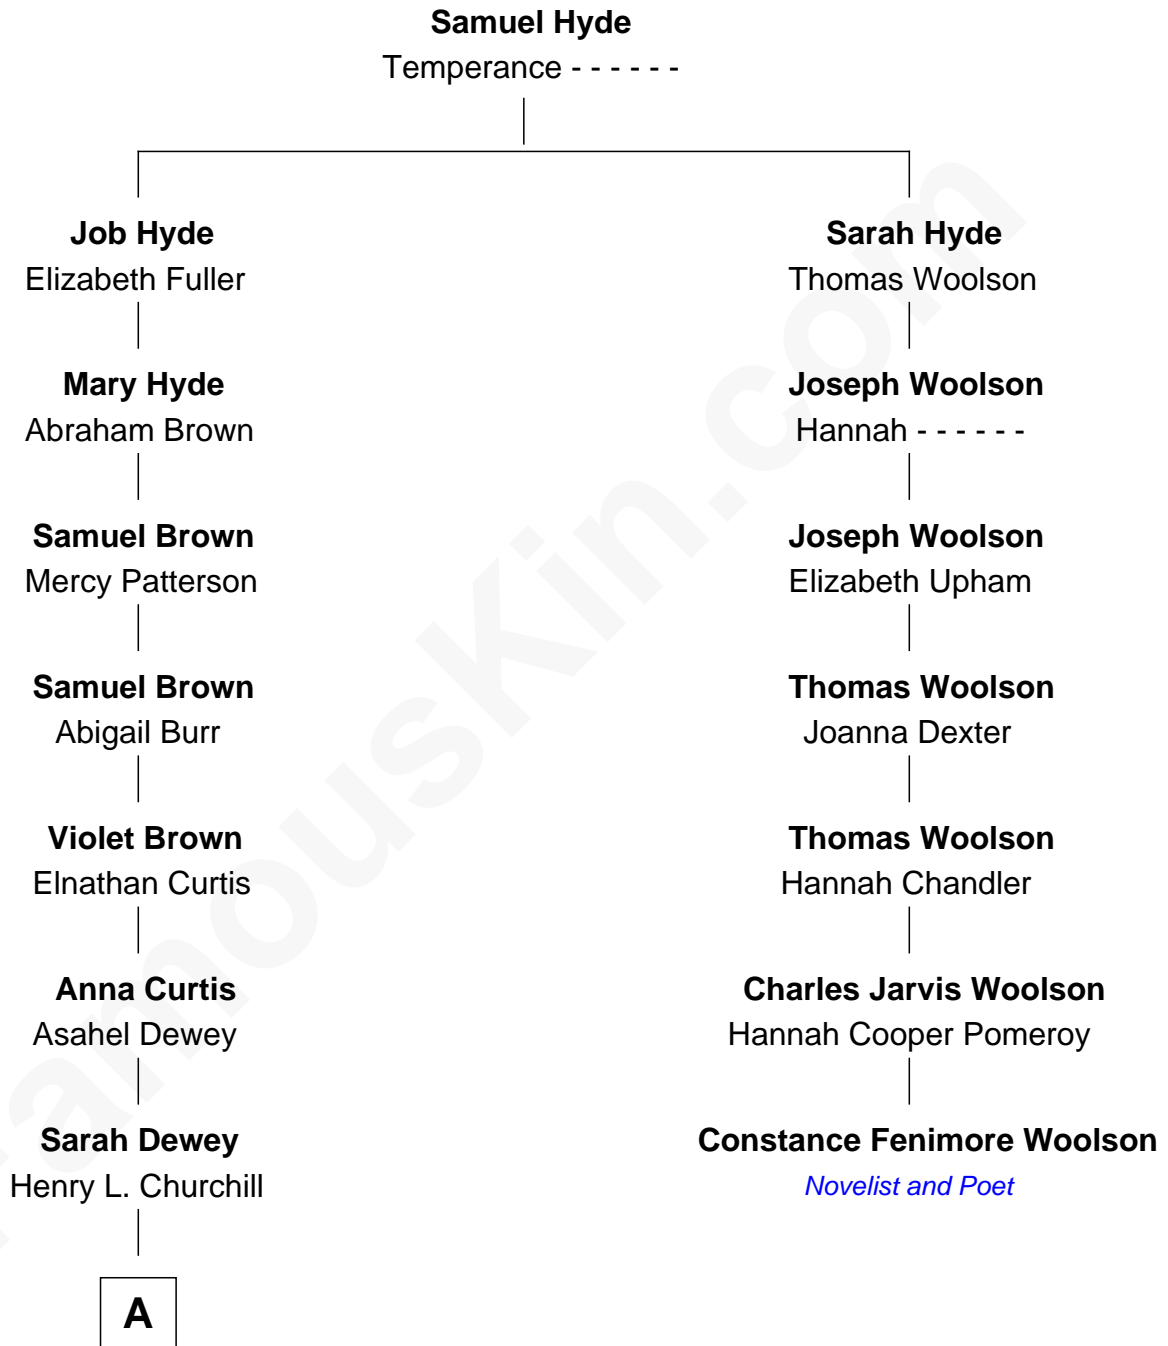 Samuel Hyde
Temperance - - - - - -
Job Hyde
Elizabeth Fuller
Mary Hyde
Abraham Brown
Samuel Brown
Mercy Patterson
Samuel Brown
Abigail Burr
Violet Brown
Elnathan Curtis
Anna Curtis
Asahel Dewey
Sarah Dewey
Henry L. Churchill
A
Sarah Hyde
Thomas Woolson
Joseph Woolson
Hannah - - - - - -
Joseph Woolson
Elizabeth Upham
Thomas Woolson
Joanna Dexter
Thomas Woolson
Hannah Chandler
Charles Jarvis Woolson
Hannah Cooper Pomeroy
Constance Fenimore Woolson
Novelist and Poet
FamousKin.com